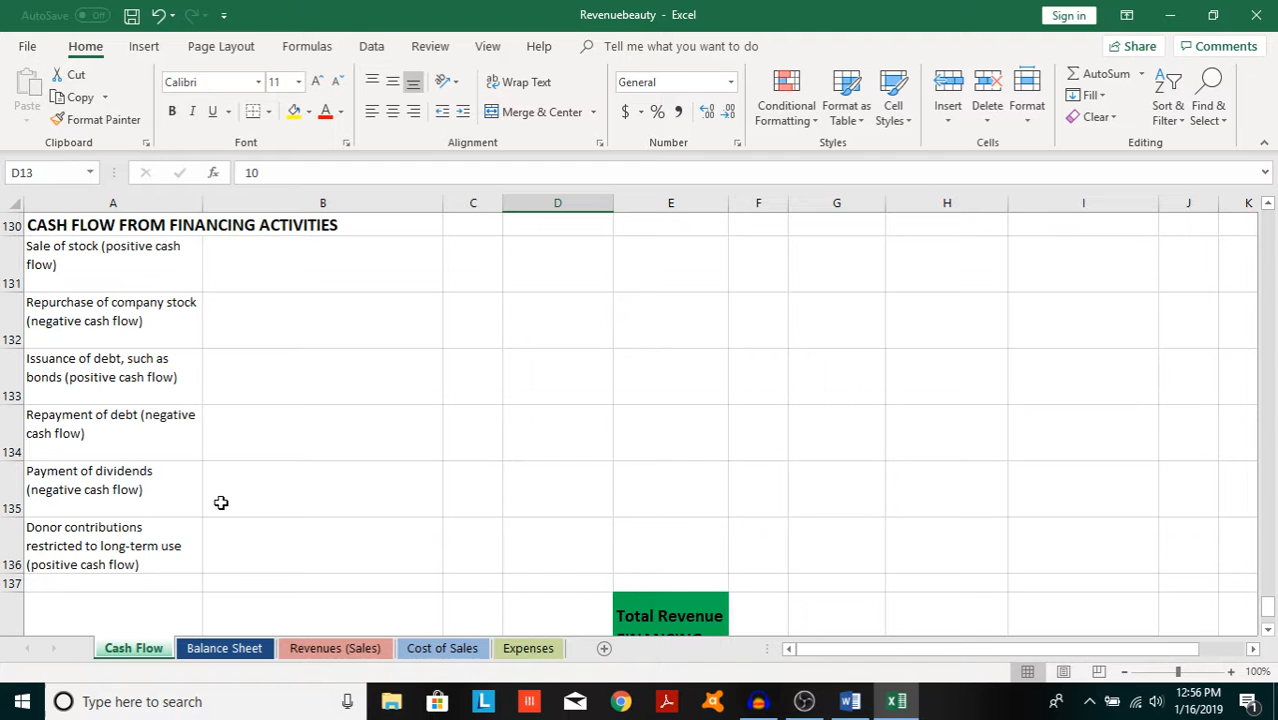 AutoSave Off
Revenuebeauty - Excel
Sign in
File Home Insert Page Layout Formulas Data Review View Help Tell me what you want to do Share Comments
Paste
Cut
Copy
Format Painter
Clipboard
Calibri 11
B I U
Font
Wrap Text
Merge & Center
Alignment
General
Number
Conditional Formatting
Format as Table
Cell Styles
Styles
Insert Delete Format
Cells
AutoSum
Fill
Clear
Sort & Filter
Find & Select
Editing
D13 fx 10
A B C D E F G H I J K
130 CASH FLOW FROM FINANCING ACTIVITIES
Sale of stock (positive cash
flow)
131
Repurchase of company stock
(negative cash flow)
132
Issuance of debt, such as
bonds (positive cash flow)
133
Repayment of debt (negative
cash flow)
134
Payment of dividends
(negative cash flow)
135
Donor contributions
restricted to long-term use
(positive cash flow)
136
137
Total Revenue
FINANCING
Cash Flow Balance Sheet Revenues (Sales) Cost of Sales Expenses
100%
Type here to search
12:56 PM
1/16/2019
1